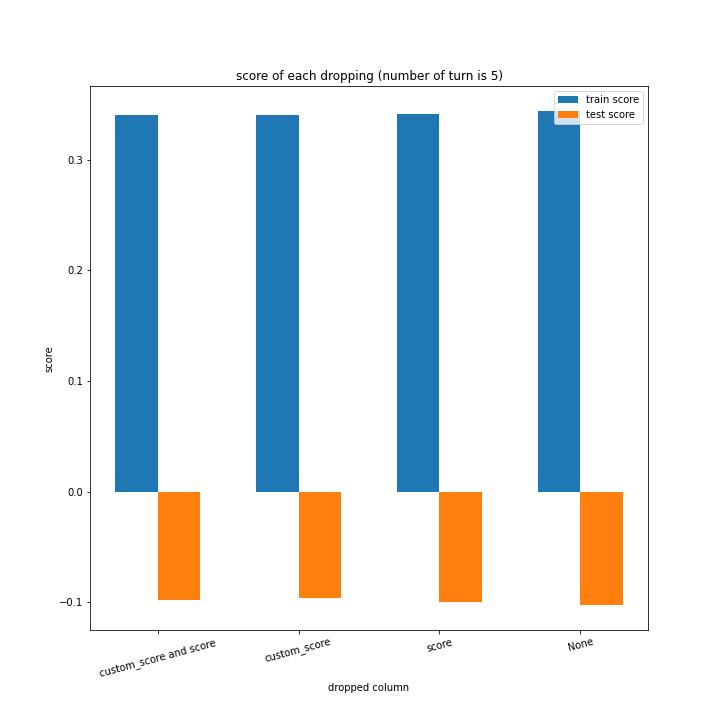 score of each dropping (number of turn is 5)
train score
test score
0.3
0.2
0.1
0.0
−0.1
score
custom_score and score
custom_score
score
None
dropped column